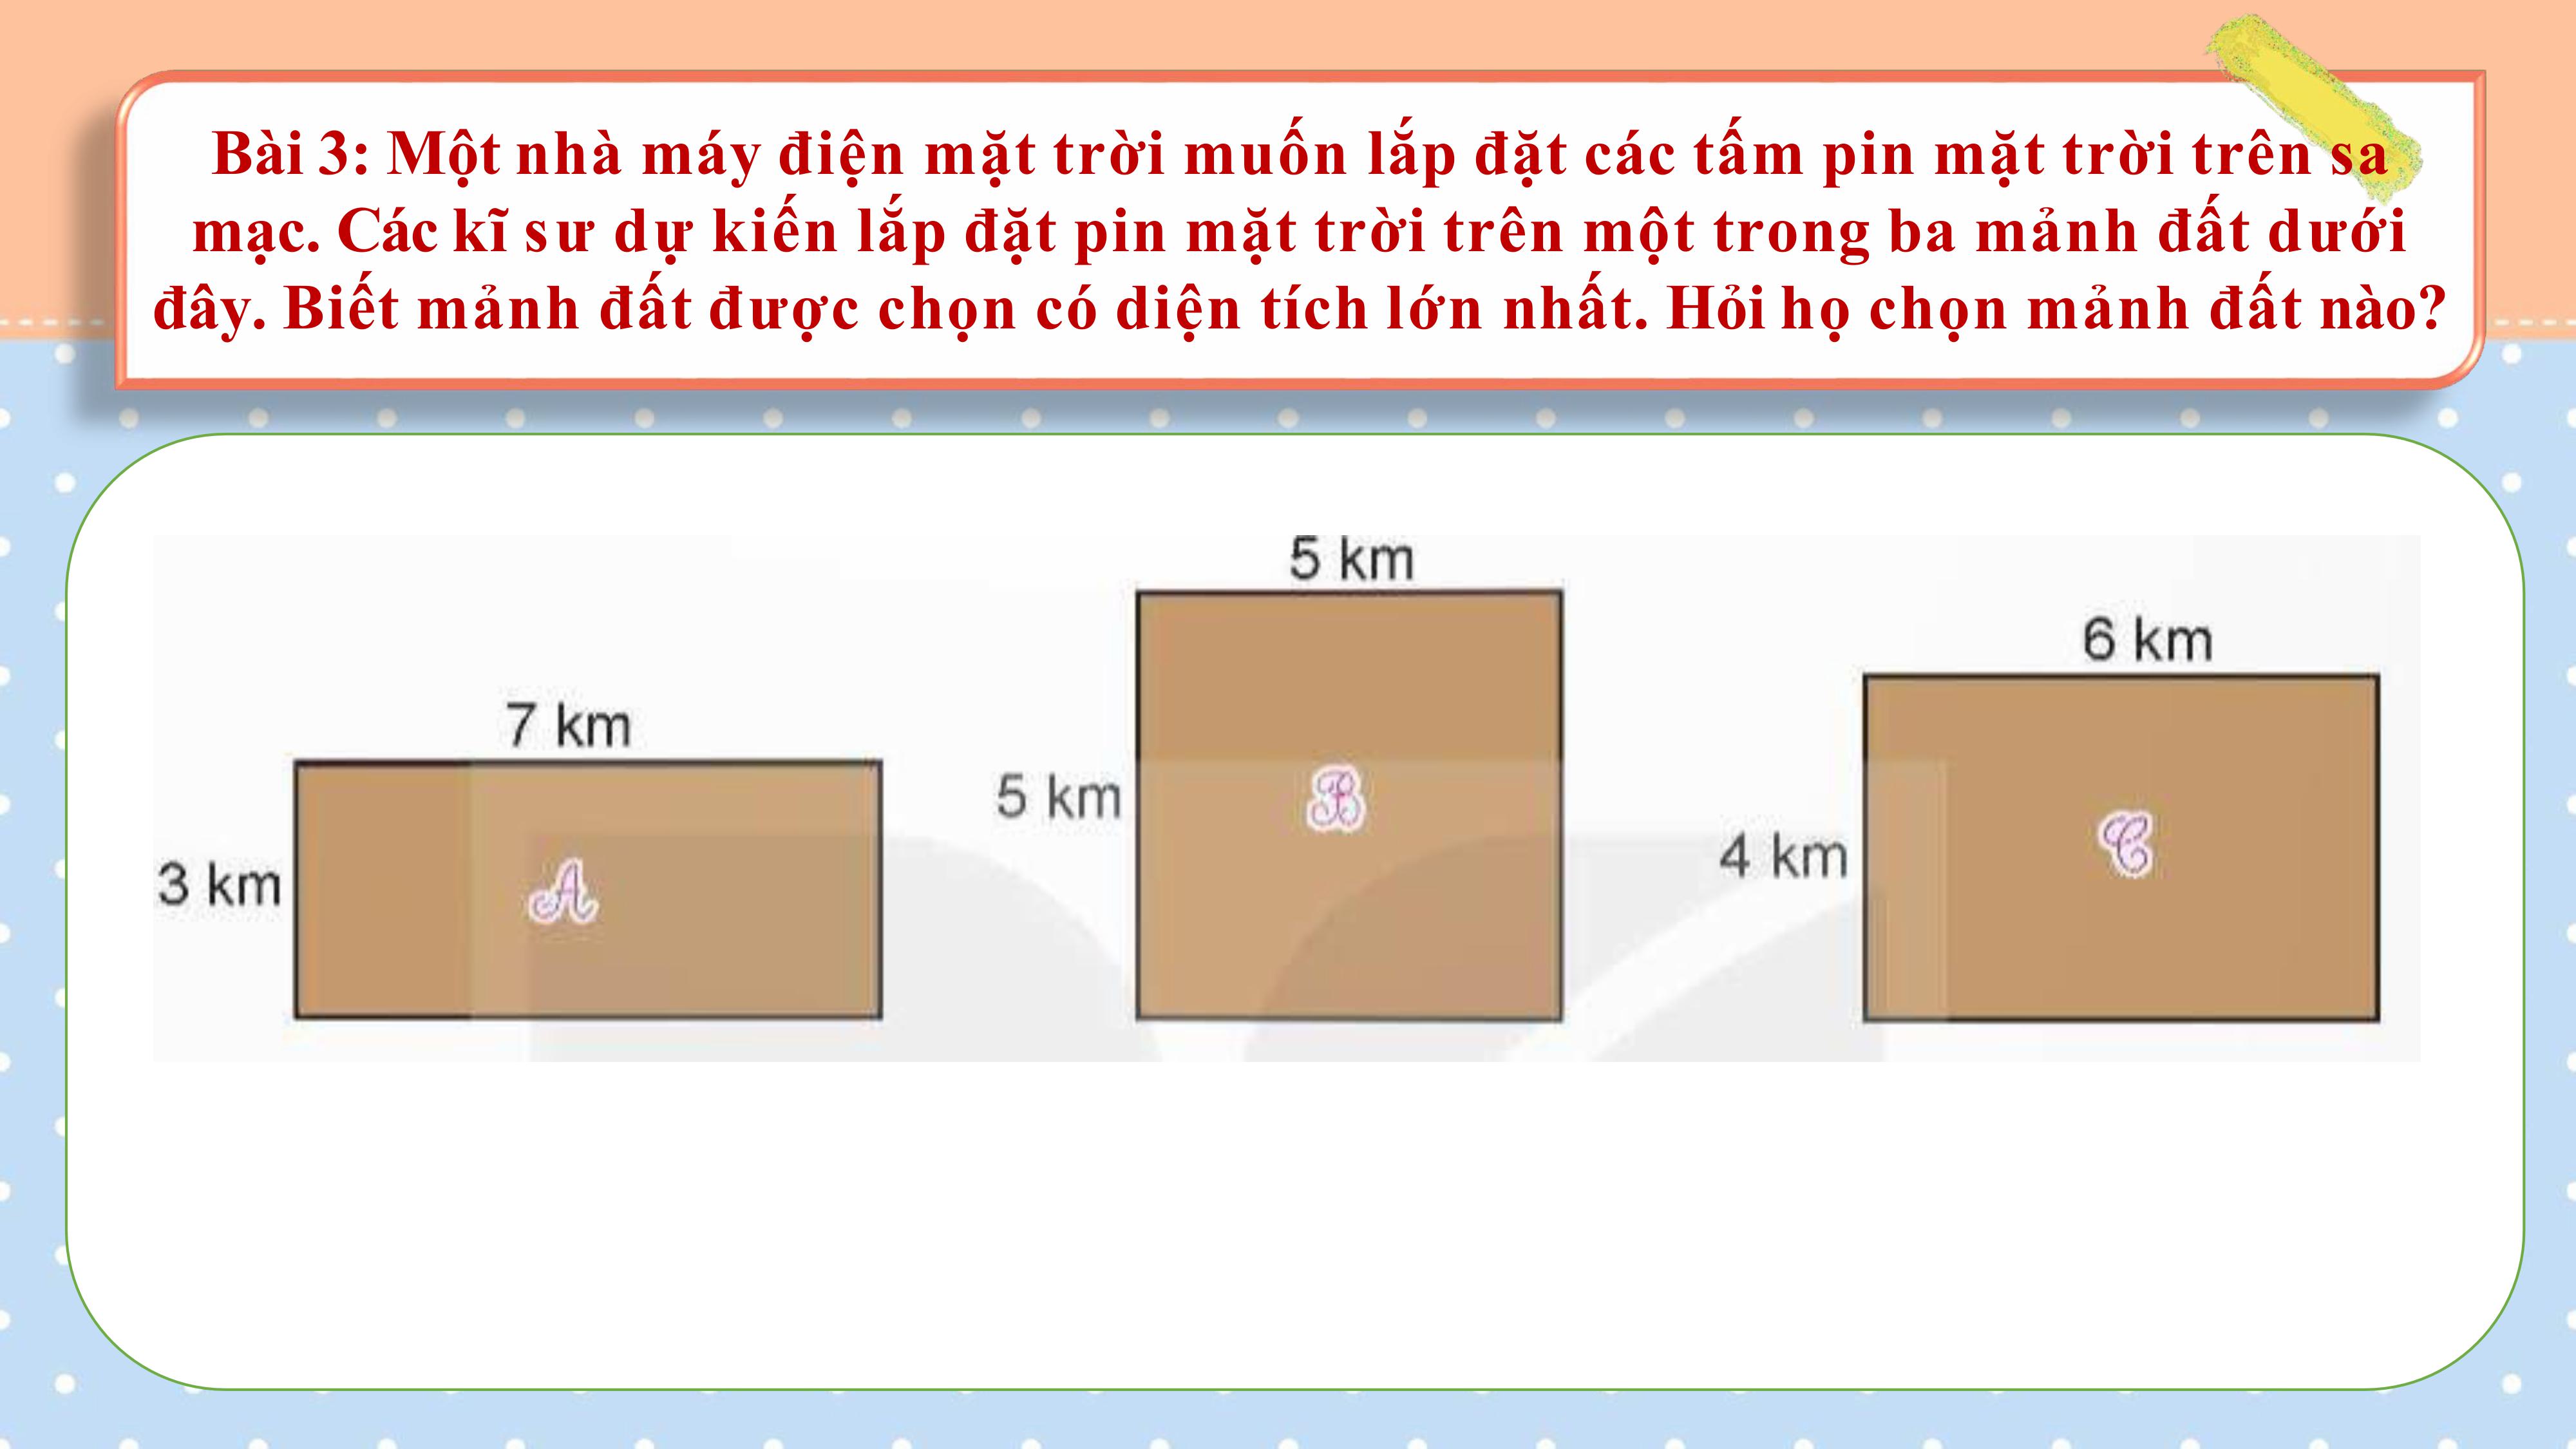 Bài 3: Một nhà máy điện mặt trời muốn lắp đặt các tấm pin mặt trời trên sa
mạc. Các kĩ sư dự kiến lắp đặt pin mặt trời trên một trong ba mảnh đất dưới
đây. Biết mảnh đất được chọn có diện tích lớn nhất. Hỏi họ chọn mảnh đất nào?
7 km
3 km
A
5 km
5 km
B
6 km
4 km
C